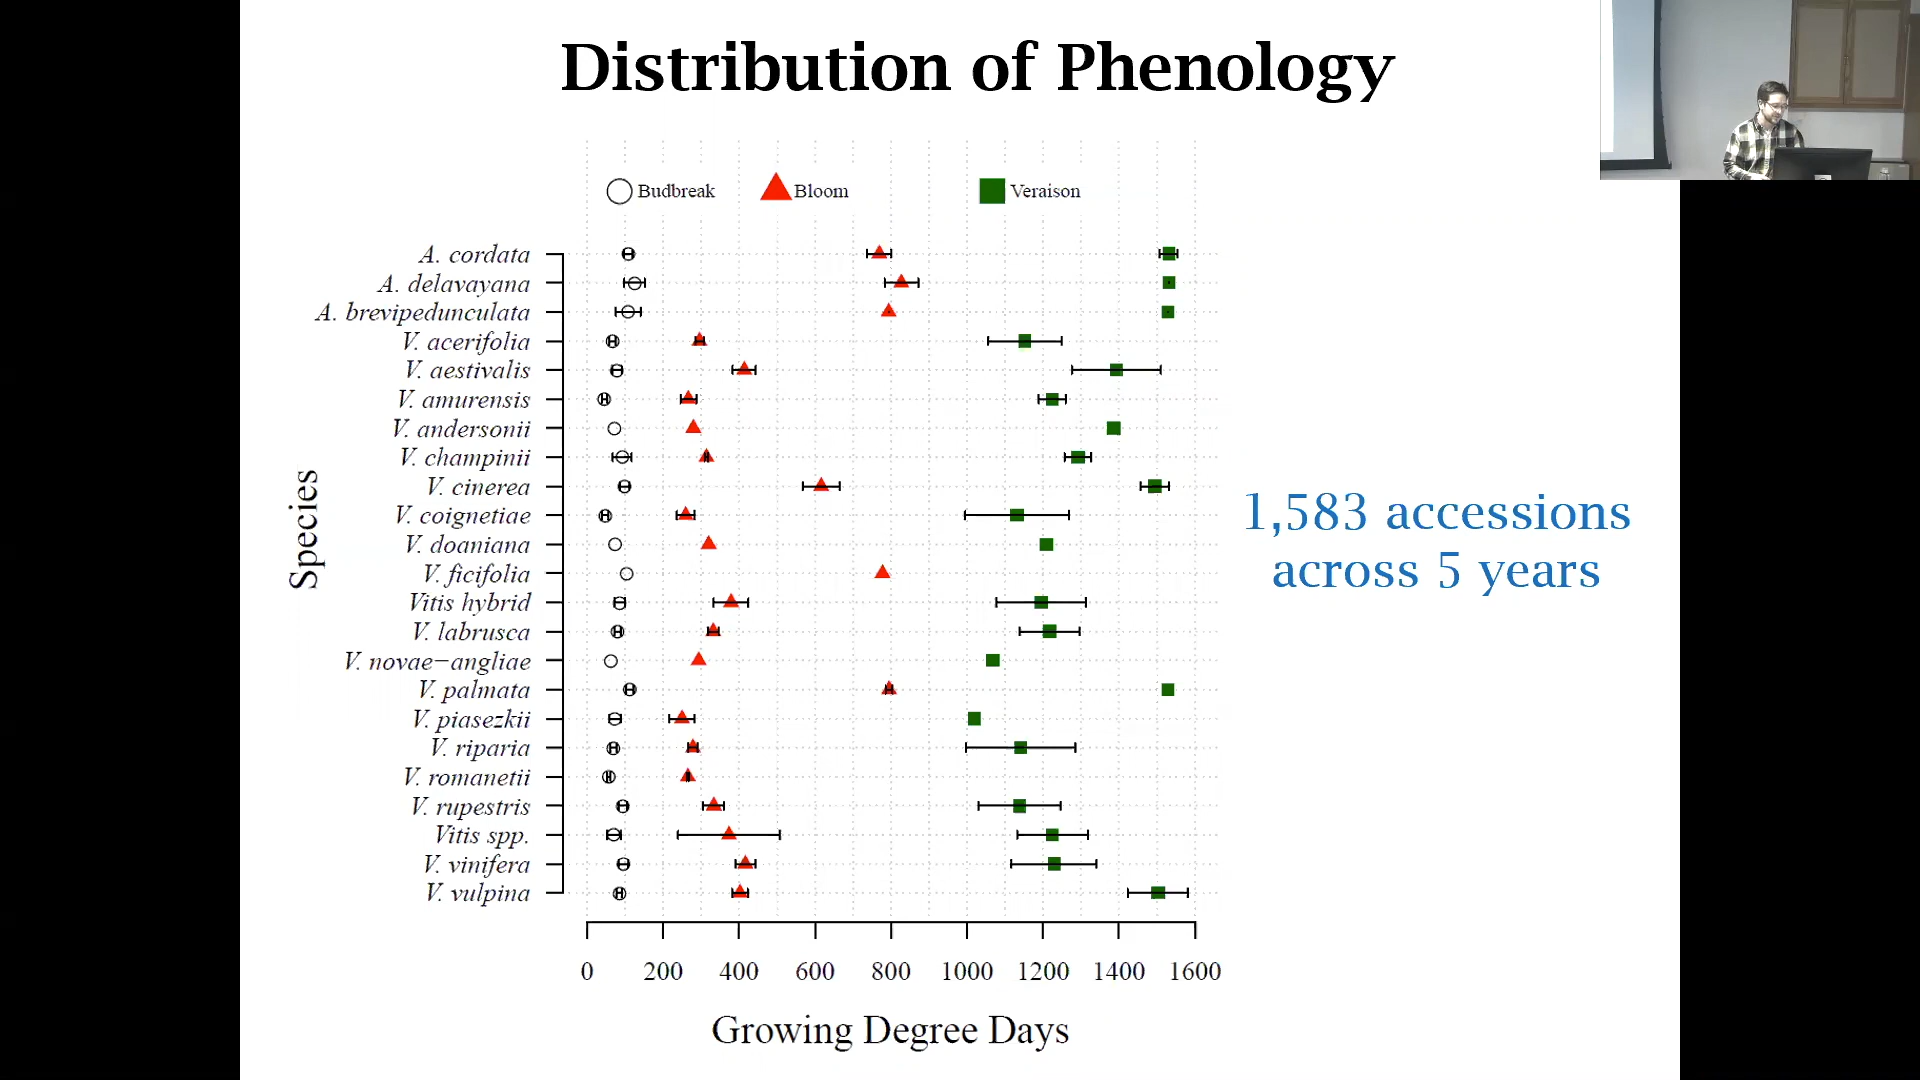 Distribution of Phenology
Budbreak
Bloom
Veraison
A. cordata
A. delavayana
A. brevipedunculata
V. acerifolia
V. aestivalis
V. amurensis
V. andersonii
V. champinii
V. cinerea
V. coignetiae
V. doaniana
V. ficifolia
Vitis hybrid
V. labrusca
V. novae−angliae
V. palmata
V. piasezkii
V. riparia
V. romanetii
V. rupestris
Vitis spp.
V. vinifera
V. vulpina
Species
1,583 accessions
across 5 years
0 200 400 600 800 1000 1200 1400 1600
Growing Degree Days